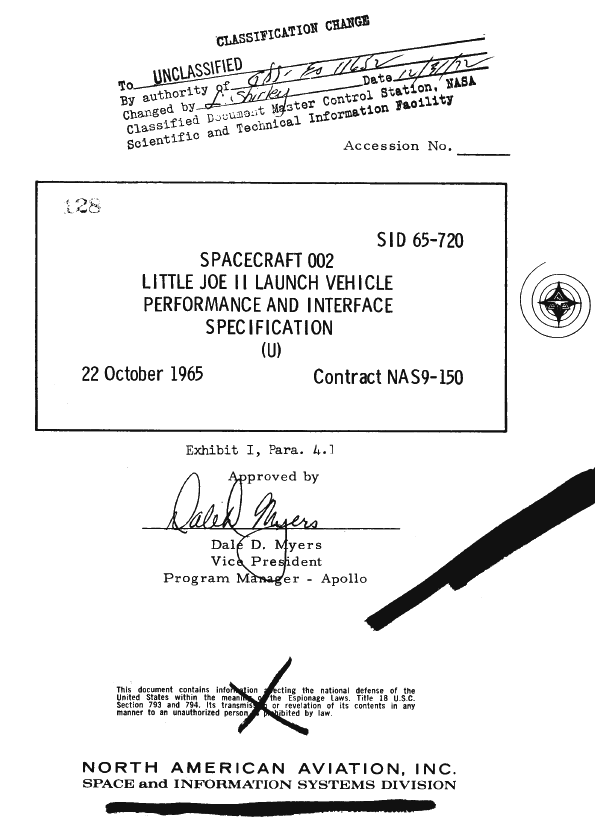 CLASSIFICATION CHANGE
To UNCLASSIFIED
By authority of GDS. Eo 11652
Changed by L. Shirley Date 12/31/72
Classified Document Master Control Station, NASA
Scientific and Technical Information Facility
Accession No.
128
SID 65-720
SPACECRAFT 002
LITTLE JOE II LAUNCH VEHICLE
PERFORMANCE AND INTERFACE
SPECIFICATION
(U)
22 October 1965 Contract NAS9-150
Exhibit I, Para. 4.1
Approved by
Dale D. Myers
Dale D. Myers
Vice President
Program Manager - Apollo
This document contains information affecting the national defense of the
United States within the meaning of the Espionage Laws, Title 18 U.S.C.
Section 793 and 794. Its transmission or revelation of its contents in any
manner to an unauthorized person is prohibited by law.
NORTH AMERICAN AVIATION, INC.
SPACE and INFORMATION SYSTEMS DIVISION